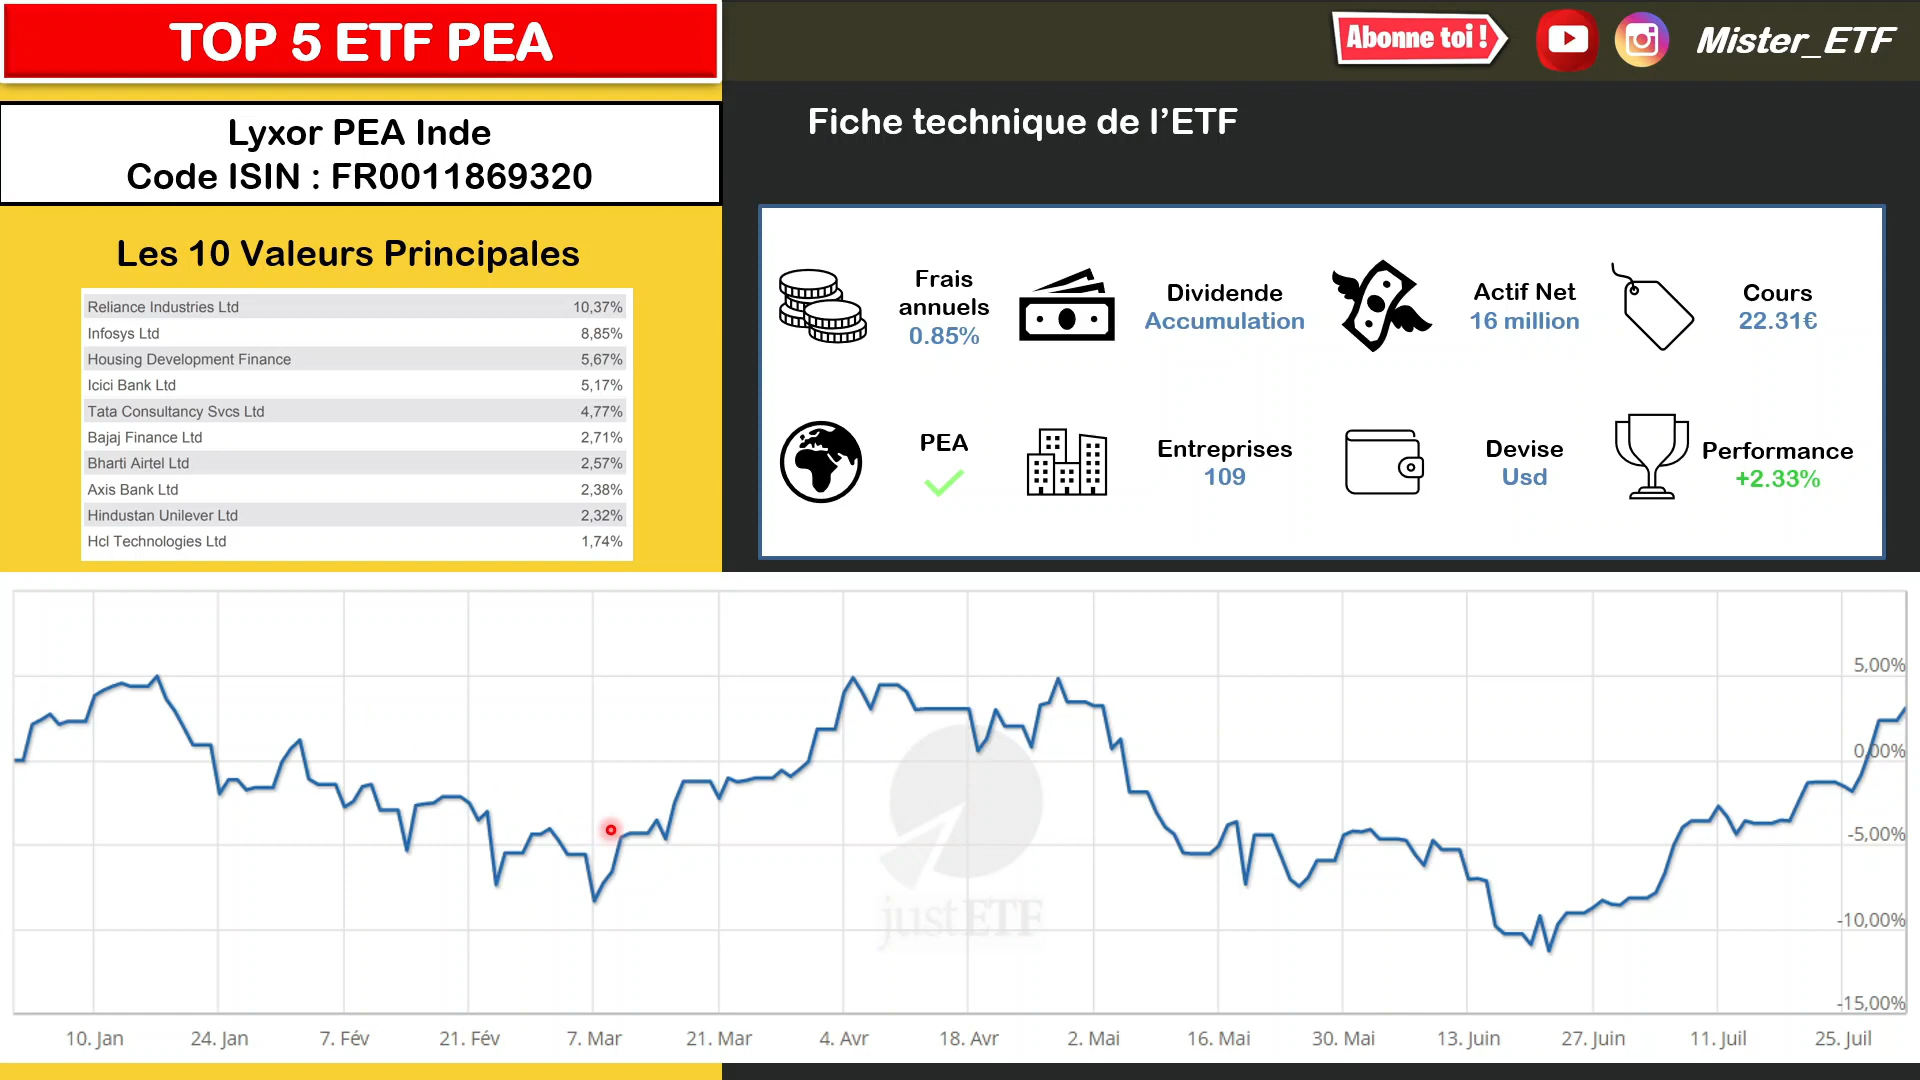 TOP 5 ETF PEA
Abonne toi !
Mister_ETF
Lyxor PEA Inde
Code ISIN : FR0011869320
Fiche technique de l’ETF
Les 10 Valeurs Principales
Reliance Industries Ltd 10,37%
Infosys Ltd 8,85%
Housing Development Finance 5,67%
Icici Bank Ltd 5,17%
Tata Consultancy Svcs Ltd 4,77%
Bajaj Finance Ltd 2,71%
Bharti Airtel Ltd 2,57%
Axis Bank Ltd 2,38%
Hindustan Unilever Ltd 2,32%
Hcl Technologies Ltd 1,74%
Frais
annuels
0.85%
Dividende
Accumulation
Actif Net
16 million
Cours
22.31€
PEA
Entreprises
109
Devise
Usd
Performance
+2.33%
5,00%
0,00%
-5,00%
-10,00%
-15,00%
justETF
10. Jan 24. Jan 7. Fév 21. Fév 7. Mar 21. Mar 4. Avr 18. Avr 2. Mai 16. Mai 30. Mai 13. Juin 27. Juin 11. Juil 25. Juil